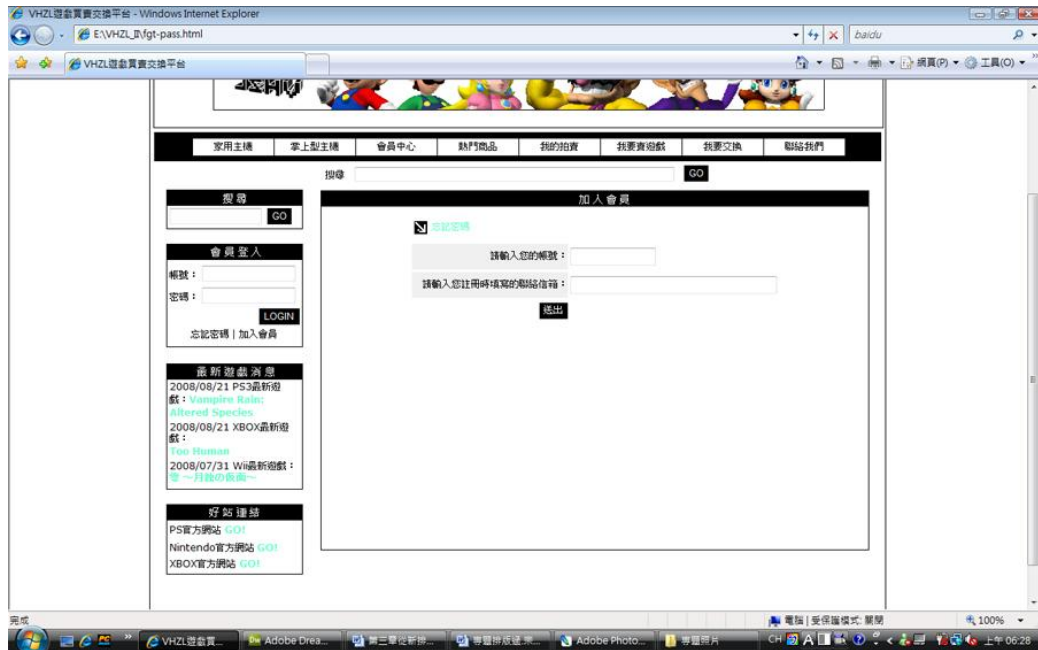 VHZL遊戲買賣交換平台 - Windows Internet Explorer
E:\VHZL_II\fgt-pass.html
baidu
VHZL遊戲買賣交換平台
網頁(P) 工具(O)
家用主機 掌上型主機 會員中心 熱門商品 我的拍賣 我要賣遊戲 我要交換 聯絡我們
搜尋 GO
搜尋
GO
會員登入
帳號：
密碼：
LOGIN
忘記密碼 | 加入會員
最新遊戲消息
2008/08/21 PS3最新遊
戲：Vampire Rain:
Altered Species
2008/08/21 XBOX最新遊
戲：
Too Human
2008/07/31 Wii最新遊戲：
好站連結
PS官方網站 GO!
Nintendo官方網站 GO!
XBOX官方網站 GO!
加入會員
忘記密碼
請輸入您的帳號：
請輸入您註冊時填寫的聯絡信箱：
送出
完成
電腦 | 受保護模式: 關閉
100%
VHZL遊戲買...
Adobe Drea...
第三章從新排...
Adobe Photo...
專題照片
CH
上午 06:28